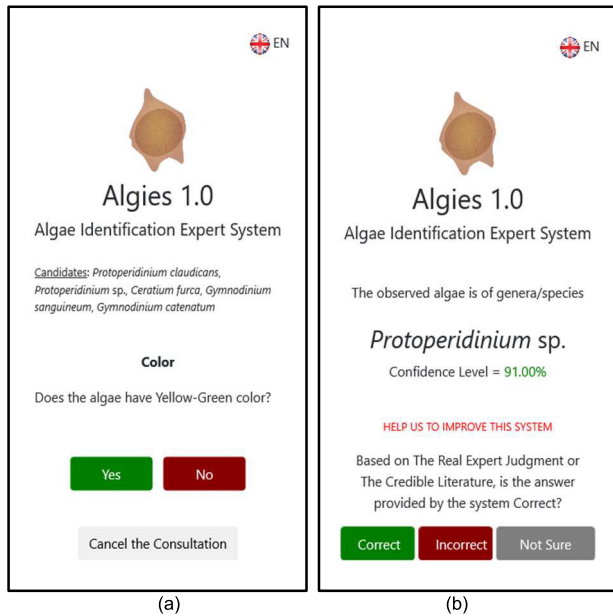 EN
Algies 1.0
Algae Identification Expert System
Candidates: Protoperidinium claudicans,
Protoperidinium sp., Ceratium furca, Gymnodinium
sanguineum, Gymnodinium catenatum
Color
Does the algae have Yellow-Green color?
Yes
No
Cancel the Consultation
(a)
EN
Algies 1.0
Algae Identification Expert System
The observed algae is of genera/species
Protoperidinium sp.
Confidence Level = 91.00%
HELP US TO IMPROVE THIS SYSTEM
Based on The Real Expert Judgment or
The Credible Literature, is the answer
provided by the system Correct?
Correct
Incorrect
Not Sure
(b)